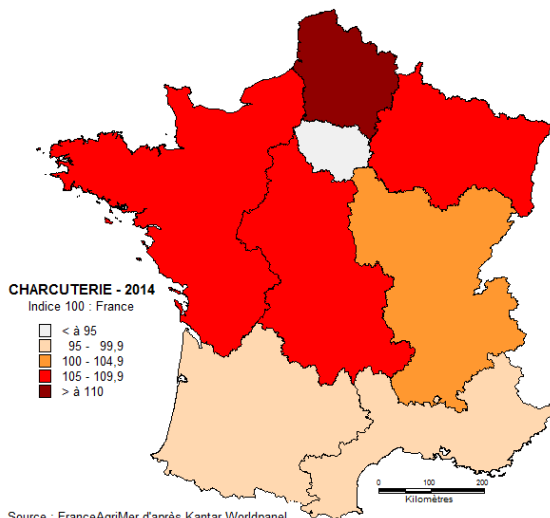 CHARCUTERIE - 2014
Indice 100 : France
< à 95
95 - 99,9
100 - 104,9
105 - 109,9
> à 110
0 100 200
Kilomètres
Source : FranceAgriMer d'après Kantar Worldpanel